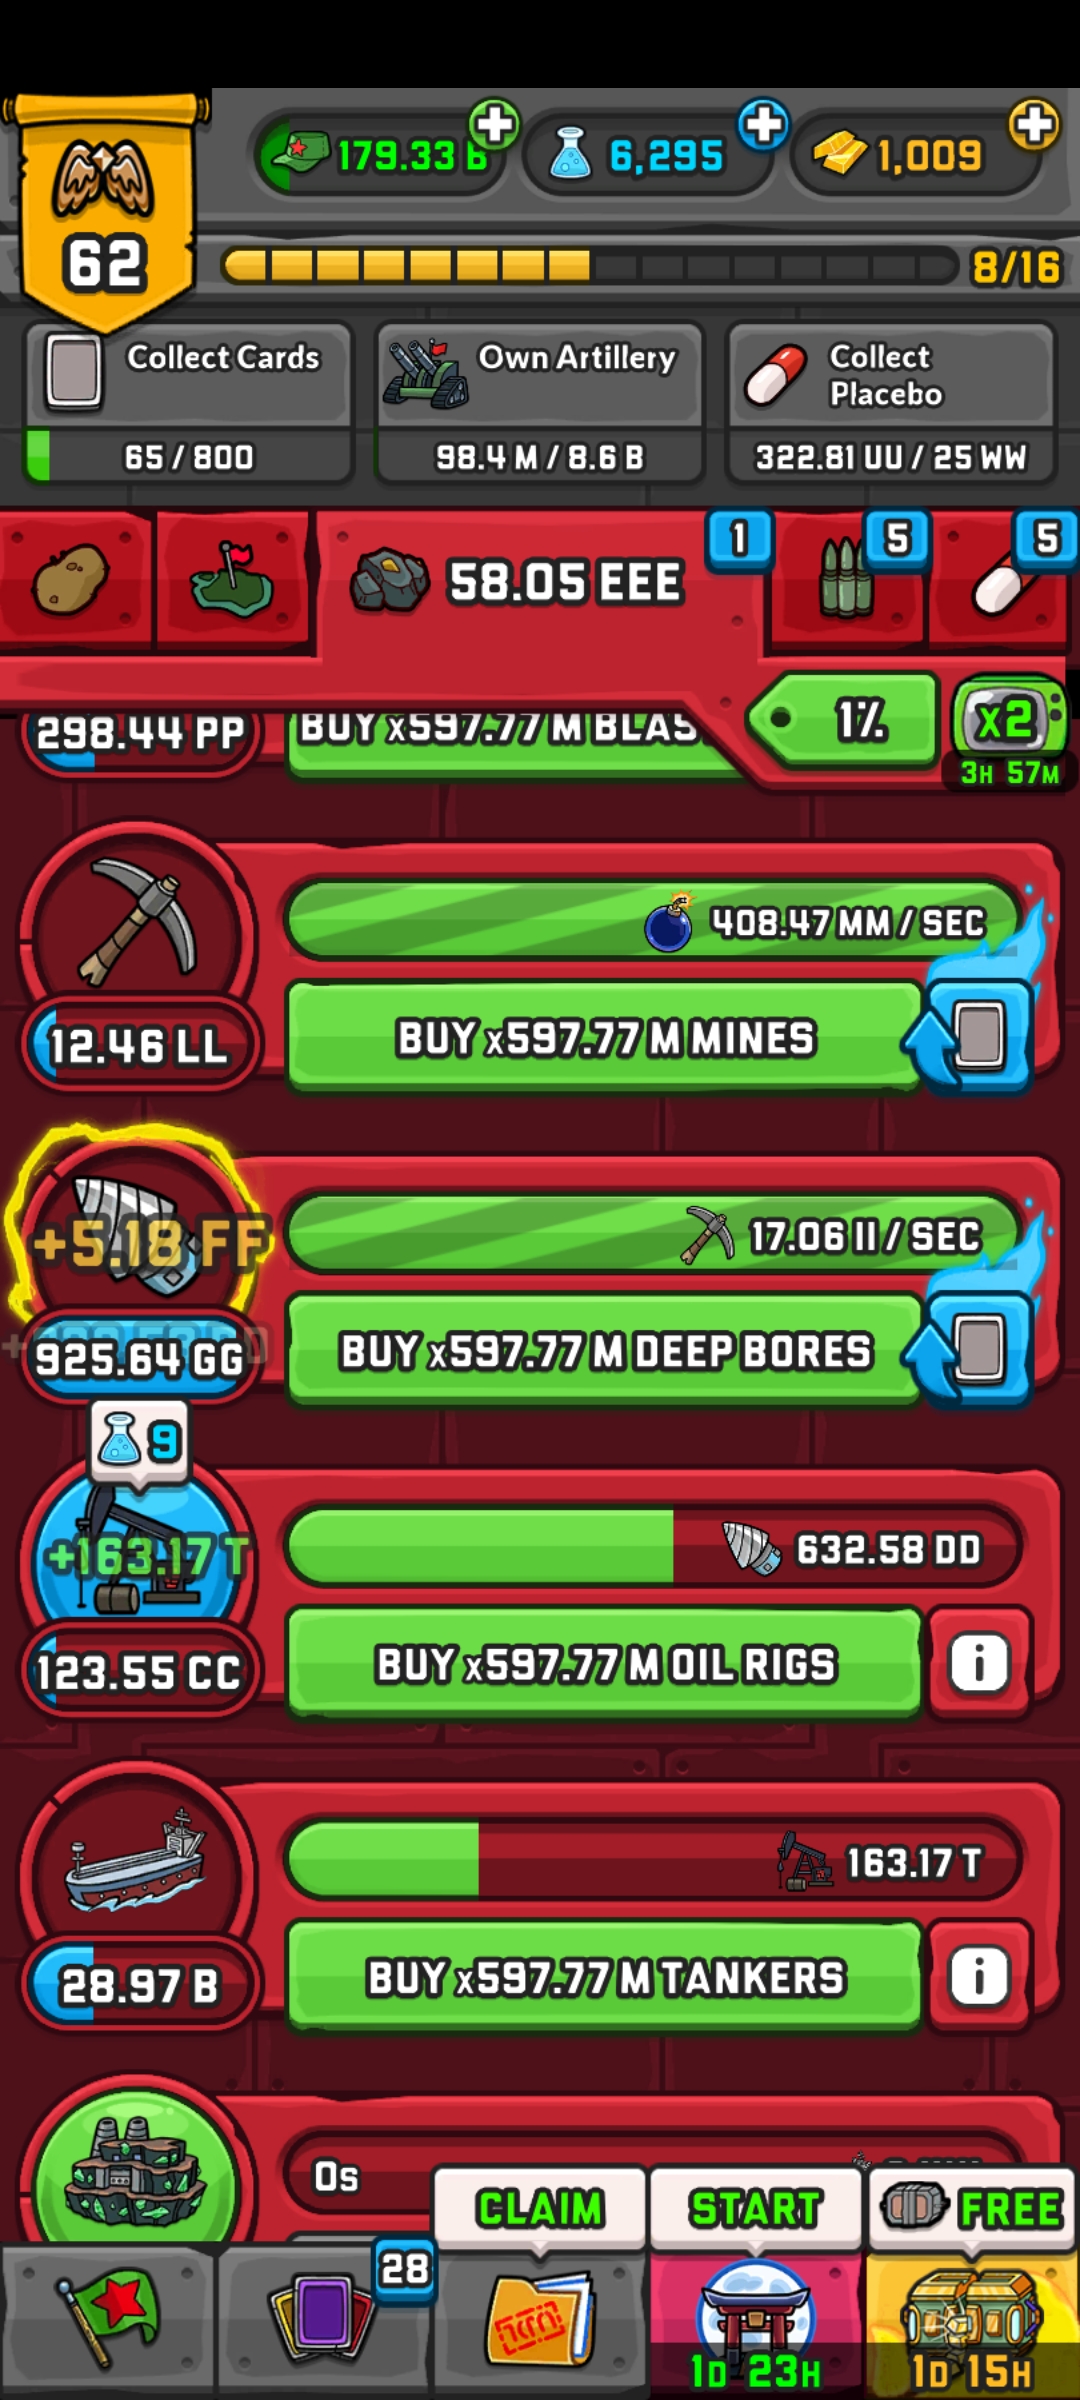 179.33 B
6,295
1,009
62
8/16
Collect Cards
65 / 800
Own Artillery
98.4 M / 8.6 B
Collect
Placebo
322.81 UU / 25 WW
58.05 EEE
1
5
5
1%
x2
3H 57M
298.44 PP
BUY x597.77 M BLAS
408.47 MM / SEC
12.46 LL
BUY x597.77 M MINES
+5.18 FF
17.06 II / SEC
925.64 GG
BUY x597.77 M DEEP BORES
9
+163.17 T
632.58 DD
123.55 CC
BUY x597.77 M OIL RIGS
i
163.17 T
28.97 B
BUY x597.77 M TANKERS
i
0s
CLAIM
START
FREE
28
1D 23H
1D 15H